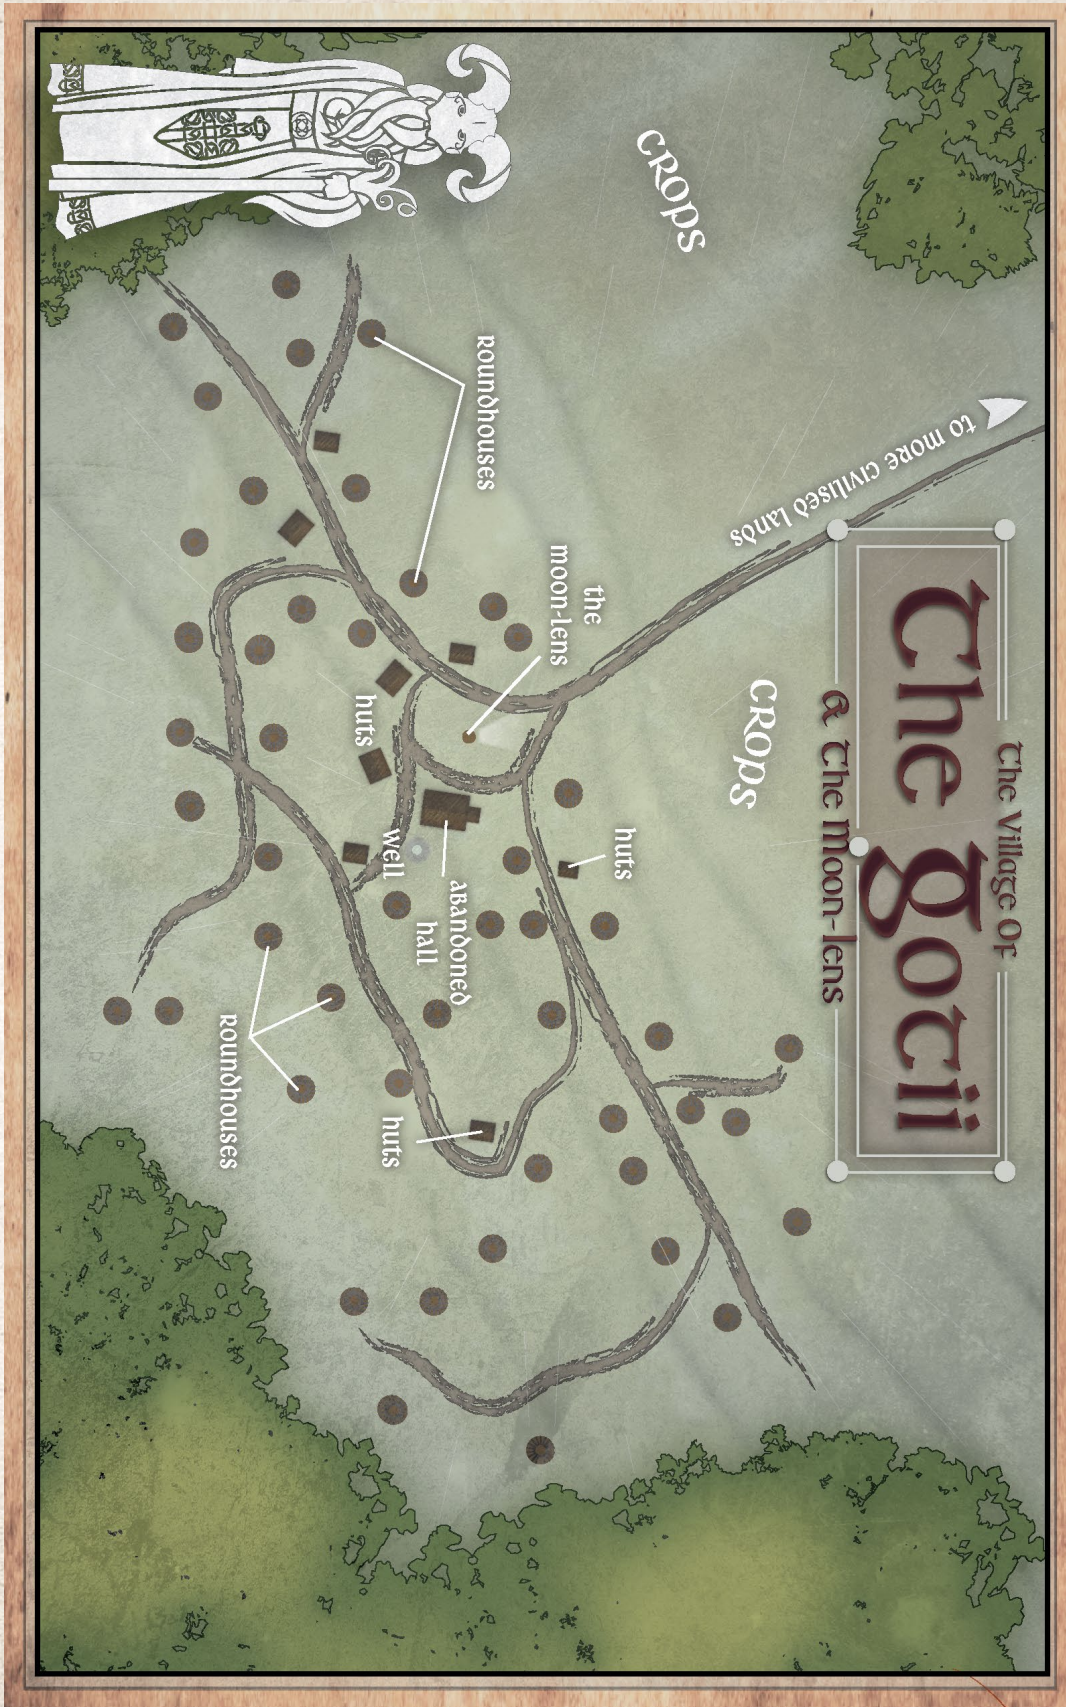 The Village Of
The gotii
& The Moon-lens
to more civilised lands
crops
crops
huts
the
moon-lens
roundhouses
abandoned
hall
well
huts
huts
roundhouses